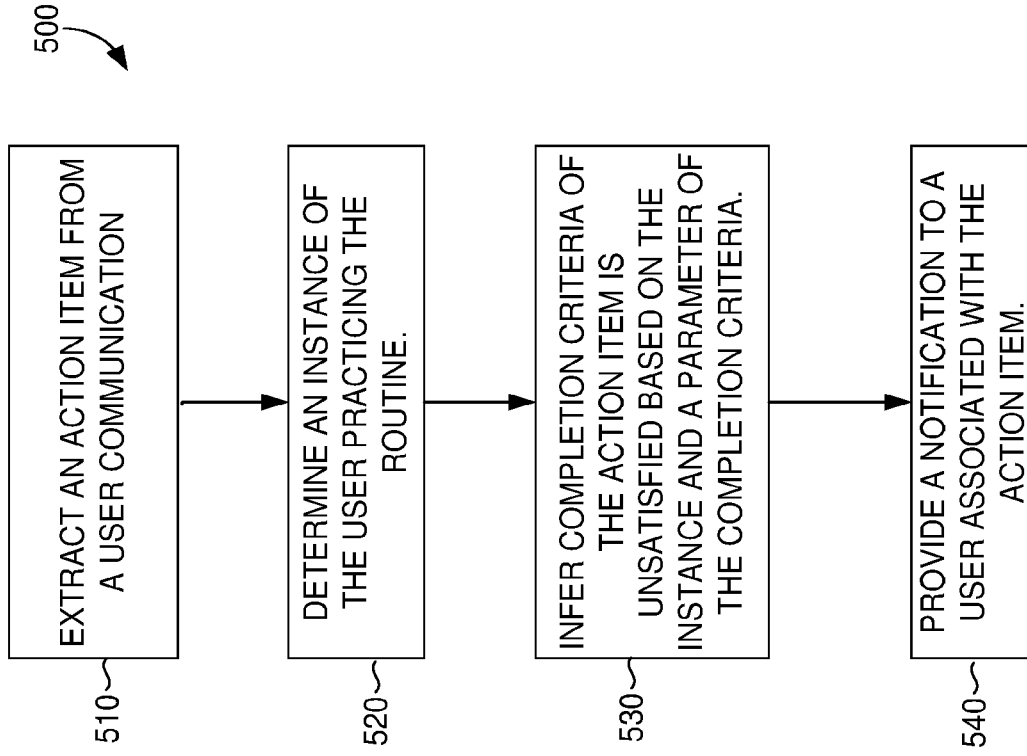 500
510
EXTRACT AN ACTION ITEM FROM
A USER COMMUNICATION
520
DETERMINE AN INSTANCE OF
THE USER PRACTICING THE
ROUTINE.
530
INFER COMPLETION CRITERIA OF
THE ACTION ITEM IS
UNSATISFIED BASED ON THE
INSTANCE AND A PARAMETER OF
THE COMPLETION CRITERIA.
540
PROVIDE A NOTIFICATION TO A
USER ASSOCIATED WITH THE
ACTION ITEM.